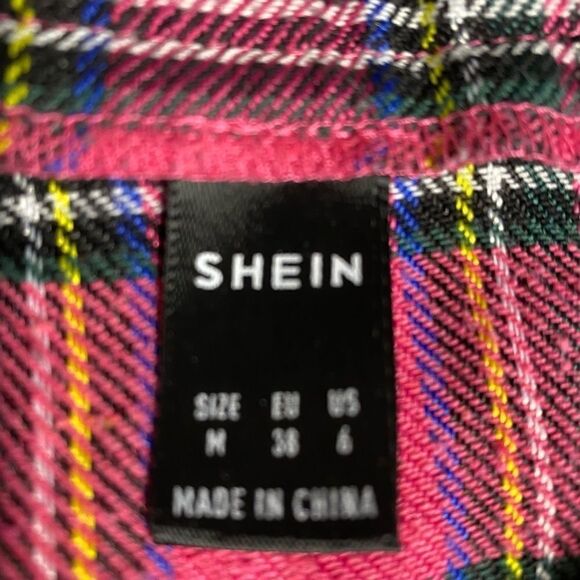 SHEIN
SIZE EU US
M 38 6
MADE IN CHINA